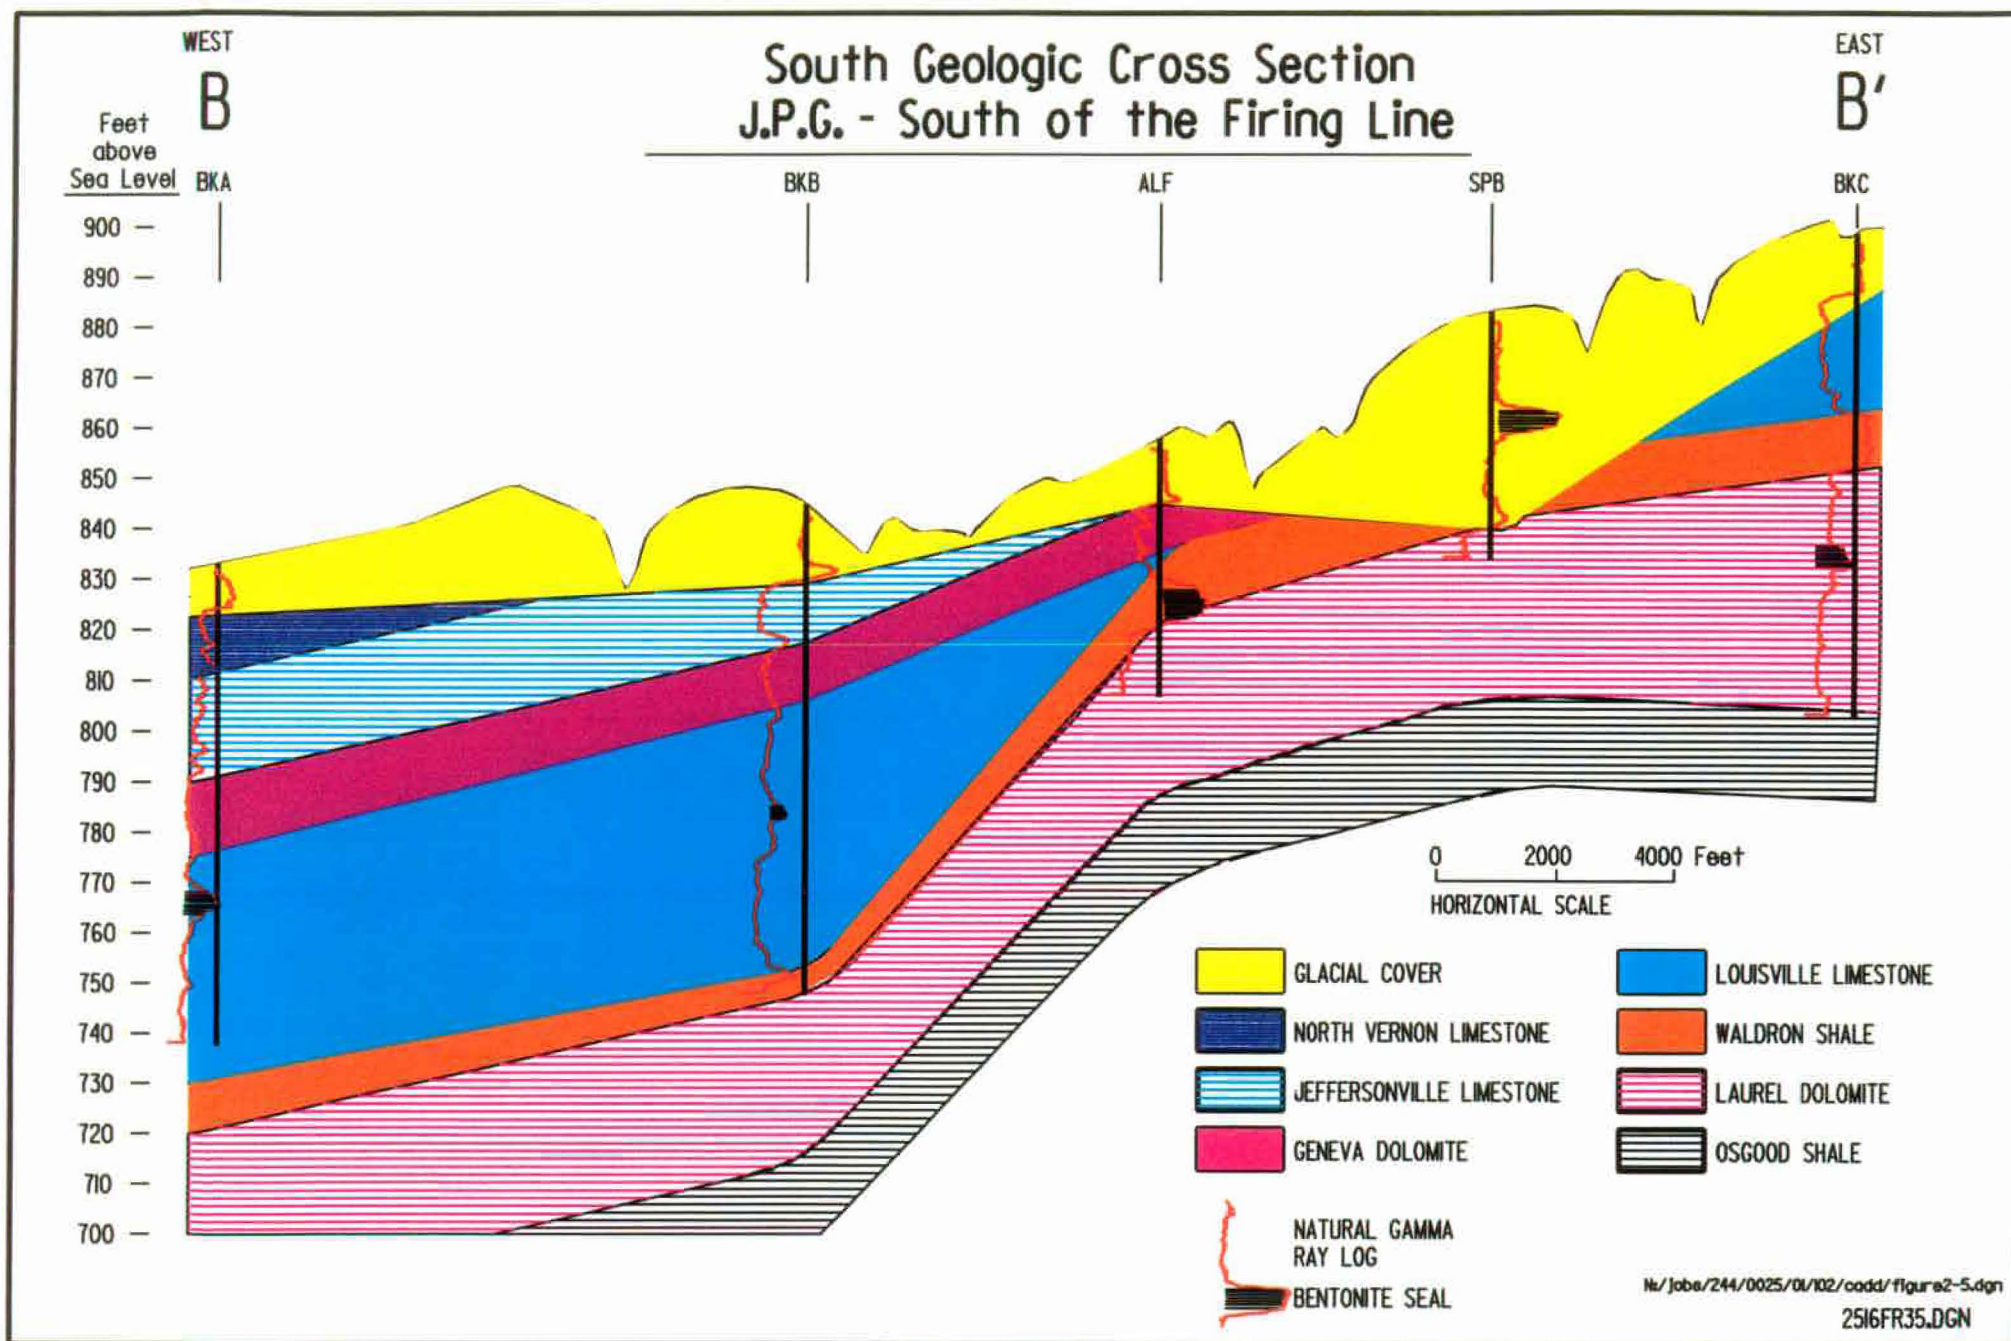 WEST
B
South Geologic Cross Section
J.P.G. - South of the Firing Line
EAST
B'
Feet
above
Sea Level
BKA
BKB
ALF
SPB
BKC
900
890
880
870
860
850
840
830
820
810
800
790
780
770
760
750
740
730
720
710
700
0 2000 4000 Feet
HORIZONTAL SCALE
GLACIAL COVER
NORTH VERNON LIMESTONE
JEFFERSONVILLE LIMESTONE
GENEVA DOLOMITE
LOUISVILLE LIMESTONE
WALDRON SHALE
LAUREL DOLOMITE
OSGOOD SHALE
NATURAL GAMMA
RAY LOG
BENTONITE SEAL
N:/jobs/244/0025/01/102/cadd/figure2-5.dgn
2516FR35.DGN